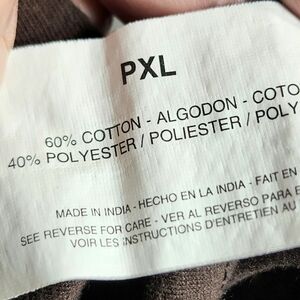 PXL
60% COTTON - ALGODON - COTO
40% POLYESTER / POLIESTER / POLY
MADE IN INDIA - HECHO EN LA INDIA - FAIT EN
SEE REVERSE FOR CARE - VER AL REVERSO PARA E
VOIR LES INSTRUCTIONS D'ENTRETIEN AU